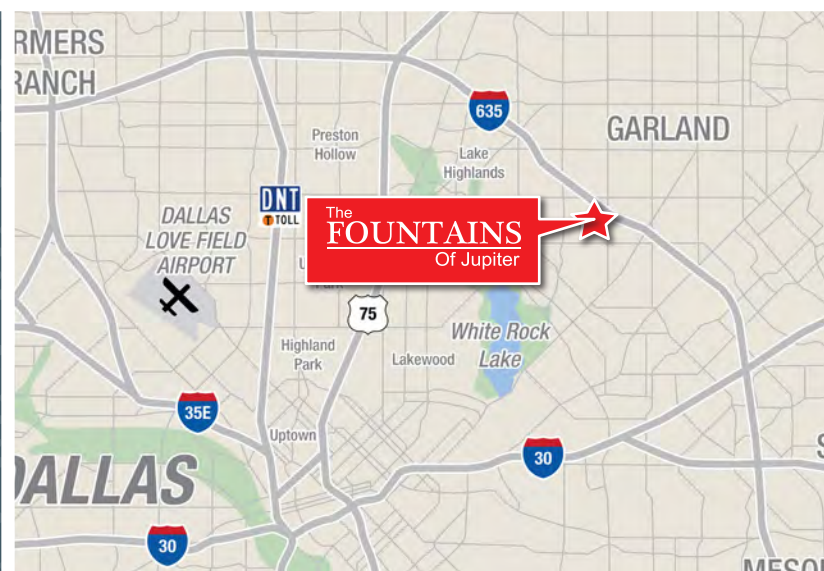 RMERS
RANCH
635
GARLAND
Preston
Hollow
Lake
Highlands
DNT
T TOLL
DALLAS
LOVE FIELD
AIRPORT
The
FOUNTAINS
Of Jupiter
75
White Rock
Lake
Highland
Park
Lakewood
35E
Uptown
30
DALLAS
30